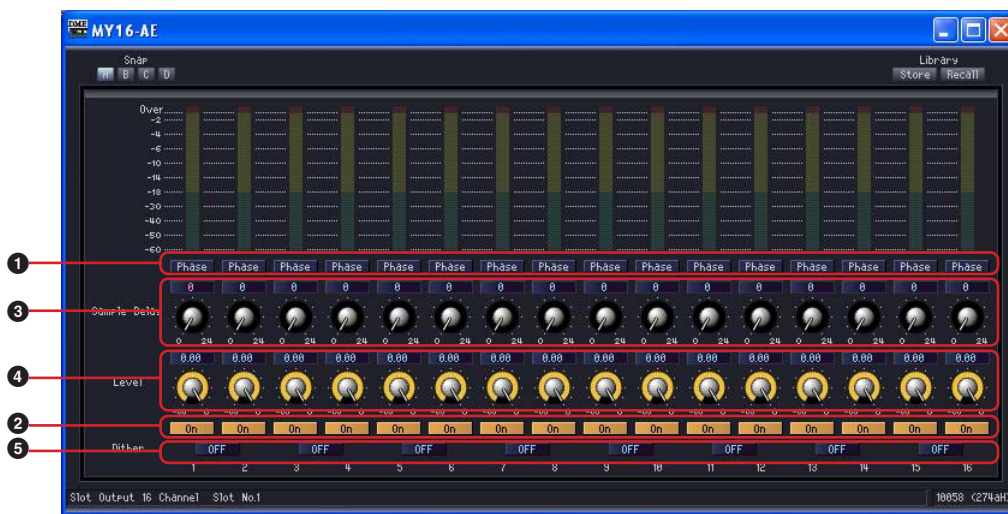 DME MY16-AE
Snap
A B C D
Library
Store Recall
Over
-2
-4
-6
-10
-14
-18
-30
-40
-50
-60
1 Phase Phase Phase Phase Phase Phase Phase Phase Phase Phase Phase Phase Phase Phase Phase Phase
0 0 0 0 0 0 0 0 0 0 0 0 0 0 0 0
3 Sample Delay
0 24 0 24 0 24 0 24 0 24 0 24 0 24 0 24 0 24 0 24 0 24 0 24 0 24 0 24 0 24 0 24
0.00 0.00 0.00 0.00 0.00 0.00 0.00 0.00 0.00 0.00 0.00 0.00 0.00 0.00 0.00 0.00
4 Level
2 On On On On On On On On On On On On On On On On
5 Dither OFF OFF OFF OFF OFF OFF OFF OFF
1 2 3 4 5 6 7 8 9 10 11 12 13 14 15 16
Slot Output 16 Channel Slot No.1
10058 (274aH)